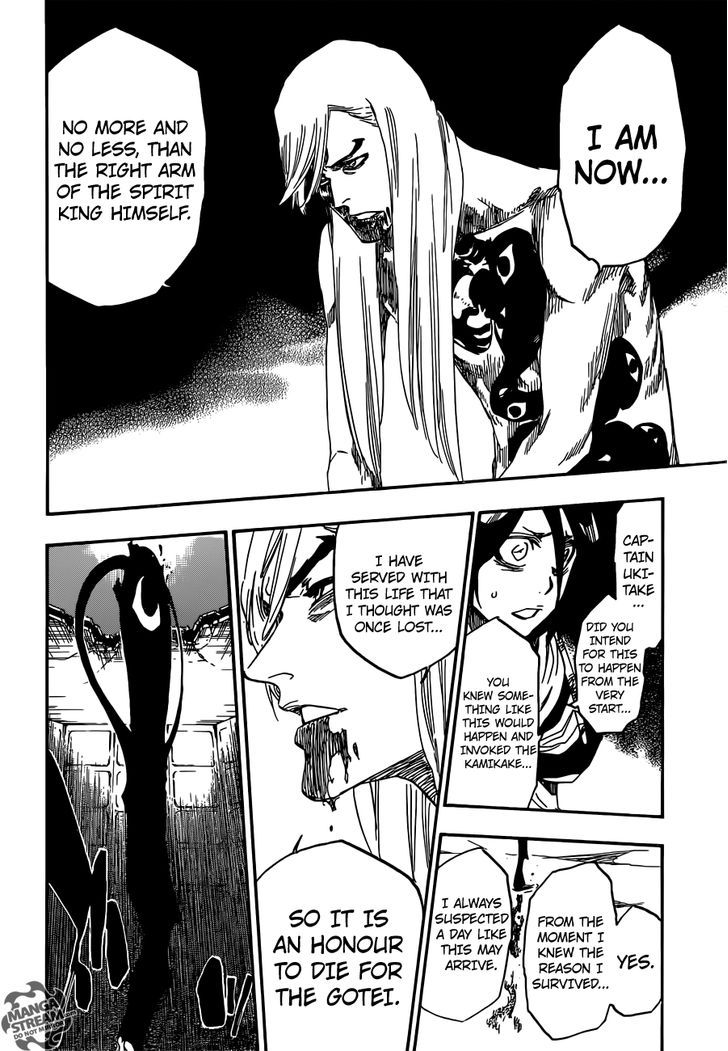 I AM
NOW...
NO MORE AND
NO LESS, THAN
THE RIGHT ARM
OF THE SPIRIT
KING HIMSELF.
CAP-
TAIN
UKI-
TAKE
...
DID YOU
INTEND
FOR THIS
TO HAPPEN
FROM THE
VERY
START...
YOU
KNEW SOME-
THING LIKE
THIS WOULD
HAPPEN AND
INVOKED THE
KAMIKAKE...
YES.
FROM THE
MOMENT I
KNEW THE
REASON I
SURVIVED...
I ALWAYS
SUSPECTED
A DAY LIKE
THIS MAY
ARRIVE.
I HAVE
SERVED WITH
THIS LIFE THAT
I THOUGHT WAS
ONCE LOST...
SO IT IS
AN HONOUR
TO DIE FOR
THE GOTEI.
MANGA
STREAM